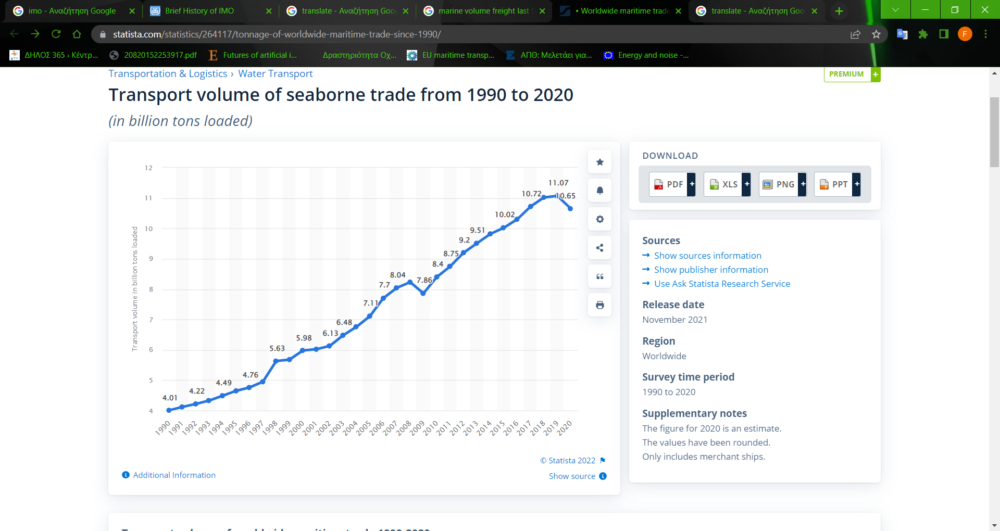 imo - Αναζήτηση Google
Brief History of IMO
translate - Αναζήτηση Goo
marine volume freight last
• Worldwide maritime trade
translate - Αναζήτηση Goo
statista.com/statistics/264117/tonnage-of-worldwide-maritime-trade-since-1990/
F
ΔΗΛΟΣ 365 › Κέντρ...
20820152253917.pdf
Futures of artificial i...
Δραστηριότητα Οχ...
EU maritime transp...
ΑΠΘ: Μελετάει για...
Energy and noise -...
Transportation & Logistics › Water Transport
PREMIUM +
Transport volume of seaborne trade from 1990 to 2020
(in billion tons loaded)
Transport volume in billion tons loaded
12
11
10
9
8
7
6
5
4
4.01
4.22
4.49
4.76
5.63
5.98
6.13
6.48
7.11
7.7
8.04
7.86
8.4
8.75
9.2
9.51
10.02
10.72
11.07
10.65
1990
1991
1992
1993
1994
1995
1996
1997
1998
1999
2000
2001
2002
2003
2004
2005
2006
2007
2008
2009
2010
2011
2012
2013
2014
2015
2016
2017
2018
2019
2020
© Statista 2022
Additional Information
Show source
DOWNLOAD
PDF +
XLS +
PNG +
PPT +
Sources
Show sources information
Show publisher information
Use Ask Statista Research Service
Release date
November 2021
Region
Worldwide
Survey time period
1990 to 2020
Supplementary notes
The figure for 2020 is an estimate.
The values have been rounded.
Only includes merchant ships.